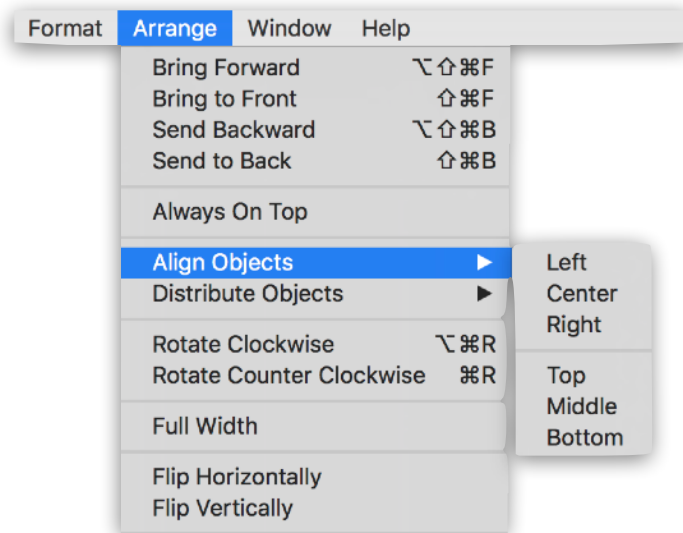 Format Arrange Window Help
Bring Forward ⌥⇧⌘F
Bring to Front ⇧⌘F
Send Backward ⌥⇧⌘B
Send to Back ⇧⌘B
Always On Top
Align Objects ▶
Distribute Objects ▶
Rotate Clockwise ⌥⌘R
Rotate Counter Clockwise ⌘R
Full Width
Flip Horizontally
Flip Vertically
Left
Center
Right
Top
Middle
Bottom